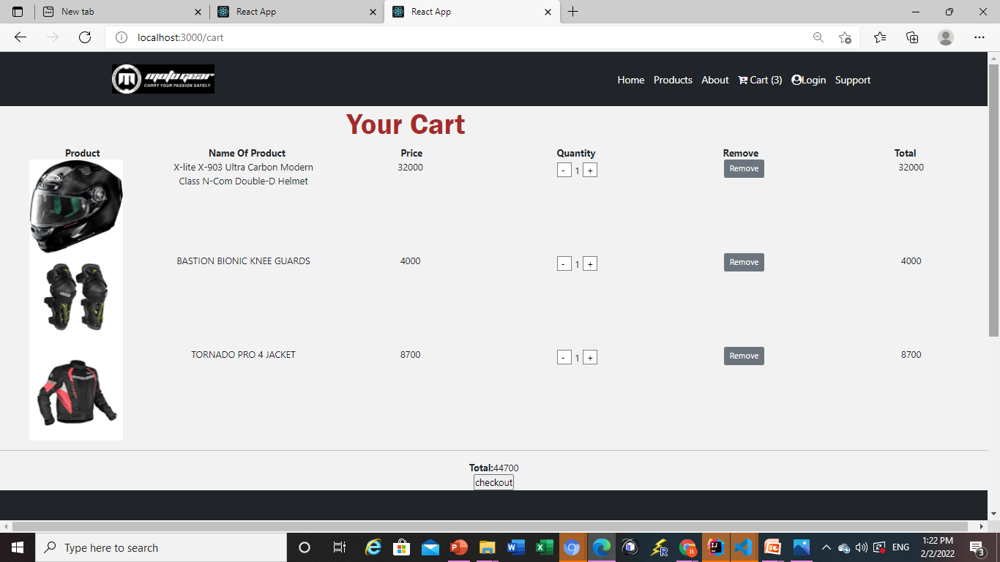 New tab
React App
React App
localhost:3000/cart
moto gear
CARRY YOUR PASSION SAFELY
Home Products About Cart (3) Login Support
Your Cart
Product Name Of Product Price Quantity Remove Total
X-lite X-903 Ultra Carbon Modern 32000 - 1 + Remove 32000
Class N-Com Double-D Helmet
BASTION BIONIC KNEE GUARDS 4000 - 1 + Remove 4000
TORNADO PRO 4 JACKET 8700 - 1 + Remove 8700
Total:44700
checkout
Type here to search
ENG
1:22 PM
2/2/2022
3